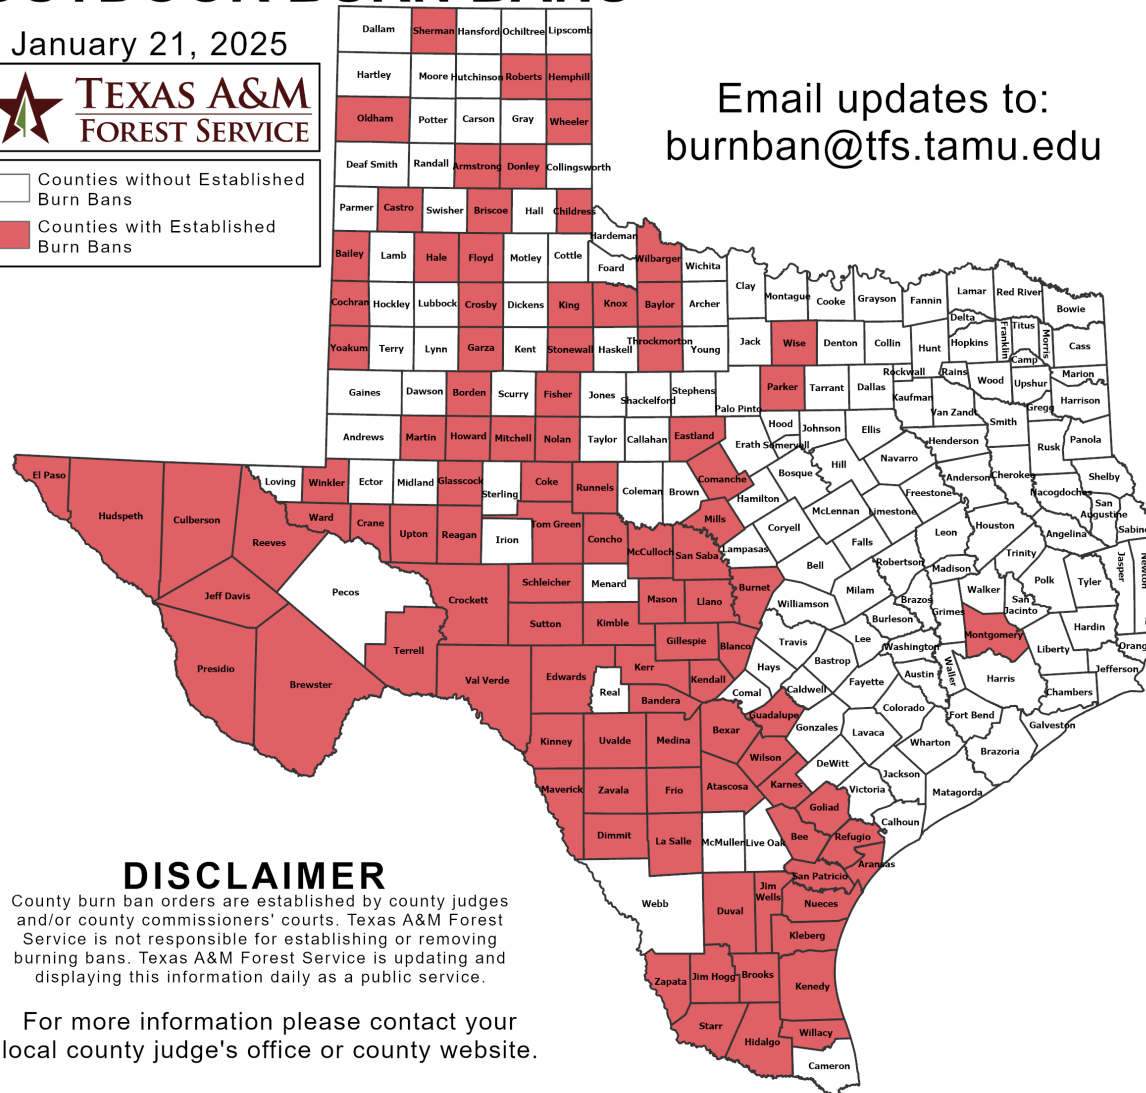 OUTDOOR BURN BANS
January 21, 2025
TEXAS A&M
FOREST SERVICE
Counties without Established
Burn Bans
Counties with Established
Burn Bans
Email updates to:
burnban@tfs.tamu.edu
Dallam Sherman Hansford Ochiltree Lipscomb
Hartley Moore Hutchinson Roberts Hemphill
Oldham Potter Carson Gray Wheeler
Deaf Smith Randall Armstrong Donley Collingsworth
Parmer Castro Swisher Briscoe Hall Childress
Hardeman
Bailey Lamb Hale Floyd Motley Cottle Foard Wilbarger Wichita
Clay Montague Cooke Grayson Fannin Lamar Red River Bowie
Cochran Hockley Lubbock Crosby Dickens King Knox Baylor Archer
Delta Franklin Titus Morris Cass
Yoakum Terry Lynn Garza Kent Stonewall Haskell Throckmorton Young Jack Wise Denton Collin Hunt Hopkins
Camp
Rockwall Rains Wood Upshur Marion
Gaines Dawson Borden Scurry Fisher Jones Shackelford Stephens Palo Pinto Parker Tarrant Dallas Kaufman Van Zandt Gregg Harrison
Smith
Andrews Martin Howard Mitchell Nolan Taylor Callahan Eastland Erath Hood Somervell Johnson Ellis Henderson Rusk Panola
El Paso Loving Winkler Ector Midland Glasscock Sterling Coke Runnels Coleman Brown Comanche Bosque Hill Navarro Anderson Cherokee Shelby
Hamilton Freestone Nacogdoches
San
Augustine Sabine
Hudspeth Culberson Ward Crane Upton Reagan Irion Tom Green Concho Mills Coryell McLennan Limestone Leon Houston Angelina
Reeves McCulloch San Saba Lampasas Falls Robertson Madison Trinity
Jasper Newton
Bell
Jeff Davis Pecos Crockett Schleicher Menard Mason Llano Burnet Williamson Milam Brazos Grimes Walker San
Jacinto Polk Tyler
Sutton Kimble Burleson Montgomery Hardin
Presidio Brewster Terrell Val Verde Edwards Gillespie Blanco Travis Lee Washington Liberty Orange
Kerr Hays Bastrop Waller
Real Kendall Comal Caldwell Fayette Austin Harris Jefferson
Bandera Chambers
Kinney Uvalde Medina Bexar Guadalupe Gonzales Lavaca Colorado Fort Bend Galveston
Wilson Wharton Brazoria
Maverick Zavala Frio Atascosa Karnes DeWitt Jackson Matagorda
Victoria
Dimmit La Salle McMullen Live Oak Bee Goliad Refugio Calhoun
Aransas
San Patricio
Webb Duval Jim
Wells Nueces
Kleberg
Zapata Jim Hogg Brooks Kenedy
Starr Hidalgo Willacy
Cameron
DISCLAIMER
County burn ban orders are established by county judges
and/or county commissioners' courts. Texas A&M Forest
Service is not responsible for establishing or removing
burning bans. Texas A&M Forest Service is updating and
displaying this information daily as a public service.
For more information please contact your
local county judge's office or county website.